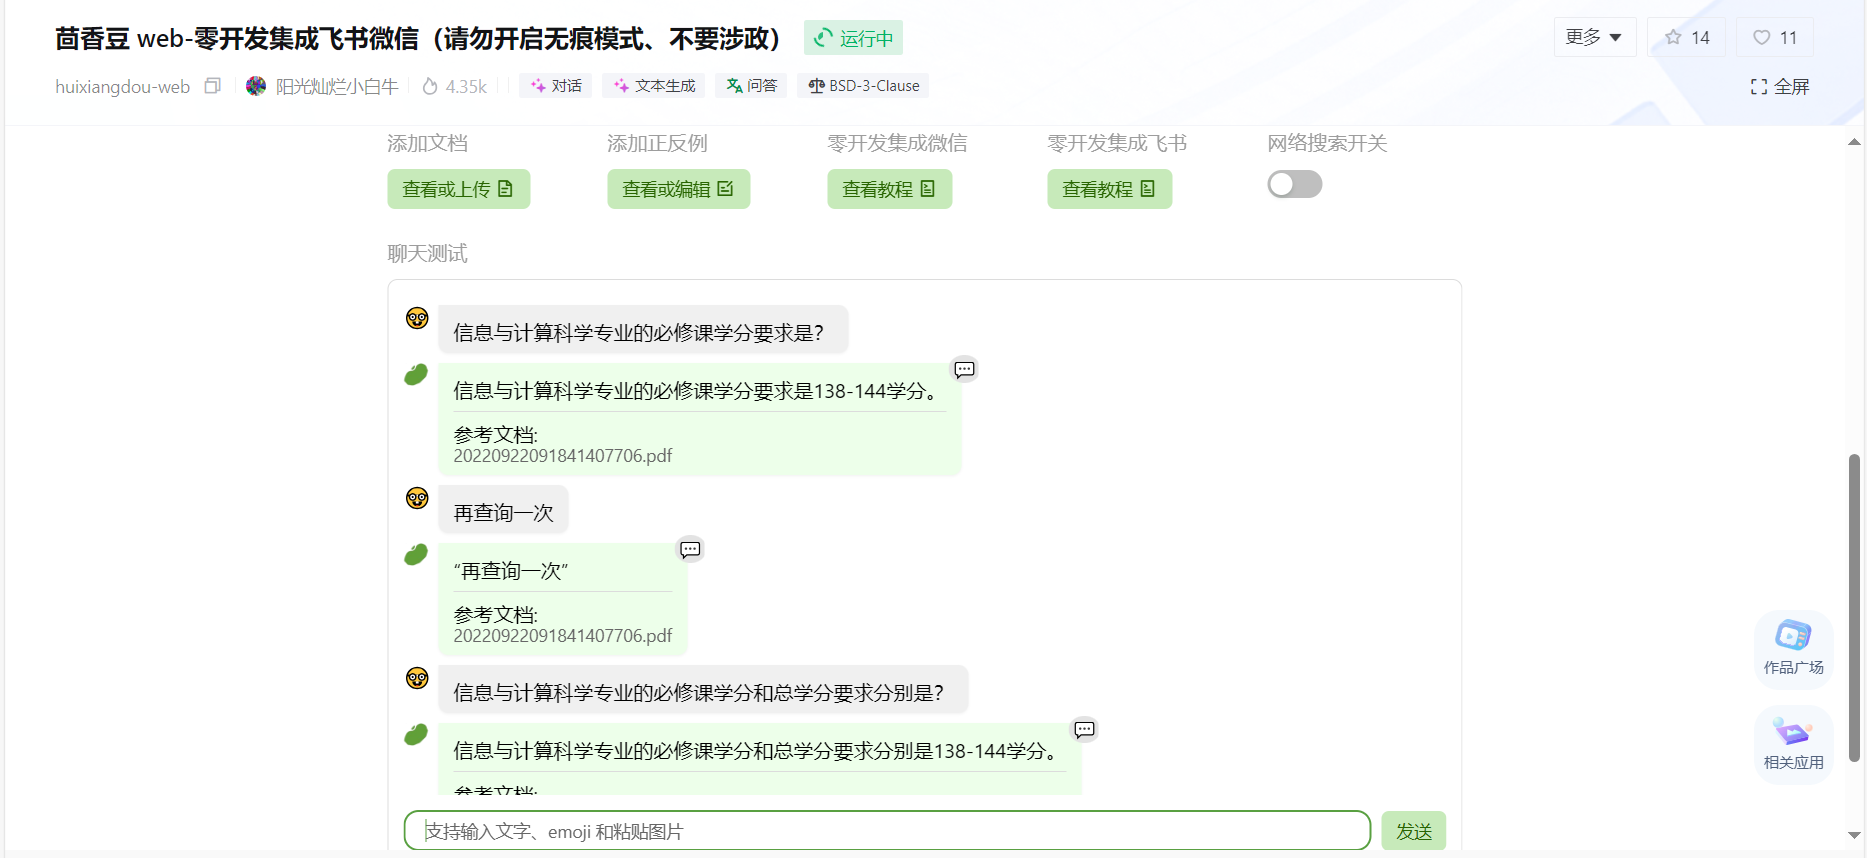 茴香豆 web-零开发集成飞书微信（请勿开启无痕模式、不要涉政） 运行中 更多 14 11
huixiangdou-web 阳光灿烂小白牛 4.35k 对话 文本生成 问答 BSD-3-Clause 全屏
添加文档 添加正反例 零开发集成微信 零开发集成飞书 网络搜索开关
查看或上传 查看或编辑 查看教程 查看教程
聊天测试
信息与计算科学专业的必修课学分要求是？
信息与计算科学专业的必修课学分要求是138-144学分。
参考文档:
20220922091841407706.pdf
再查询一次
“再查询一次”
参考文档:
20220922091841407706.pdf
信息与计算科学专业的必修课学分和总学分要求分别是？
信息与计算科学专业的必修课学分和总学分要求分别是138-144学分。
参考文档:
支持输入文字、emoji 和粘贴图片 发送
作品广场
相关应用